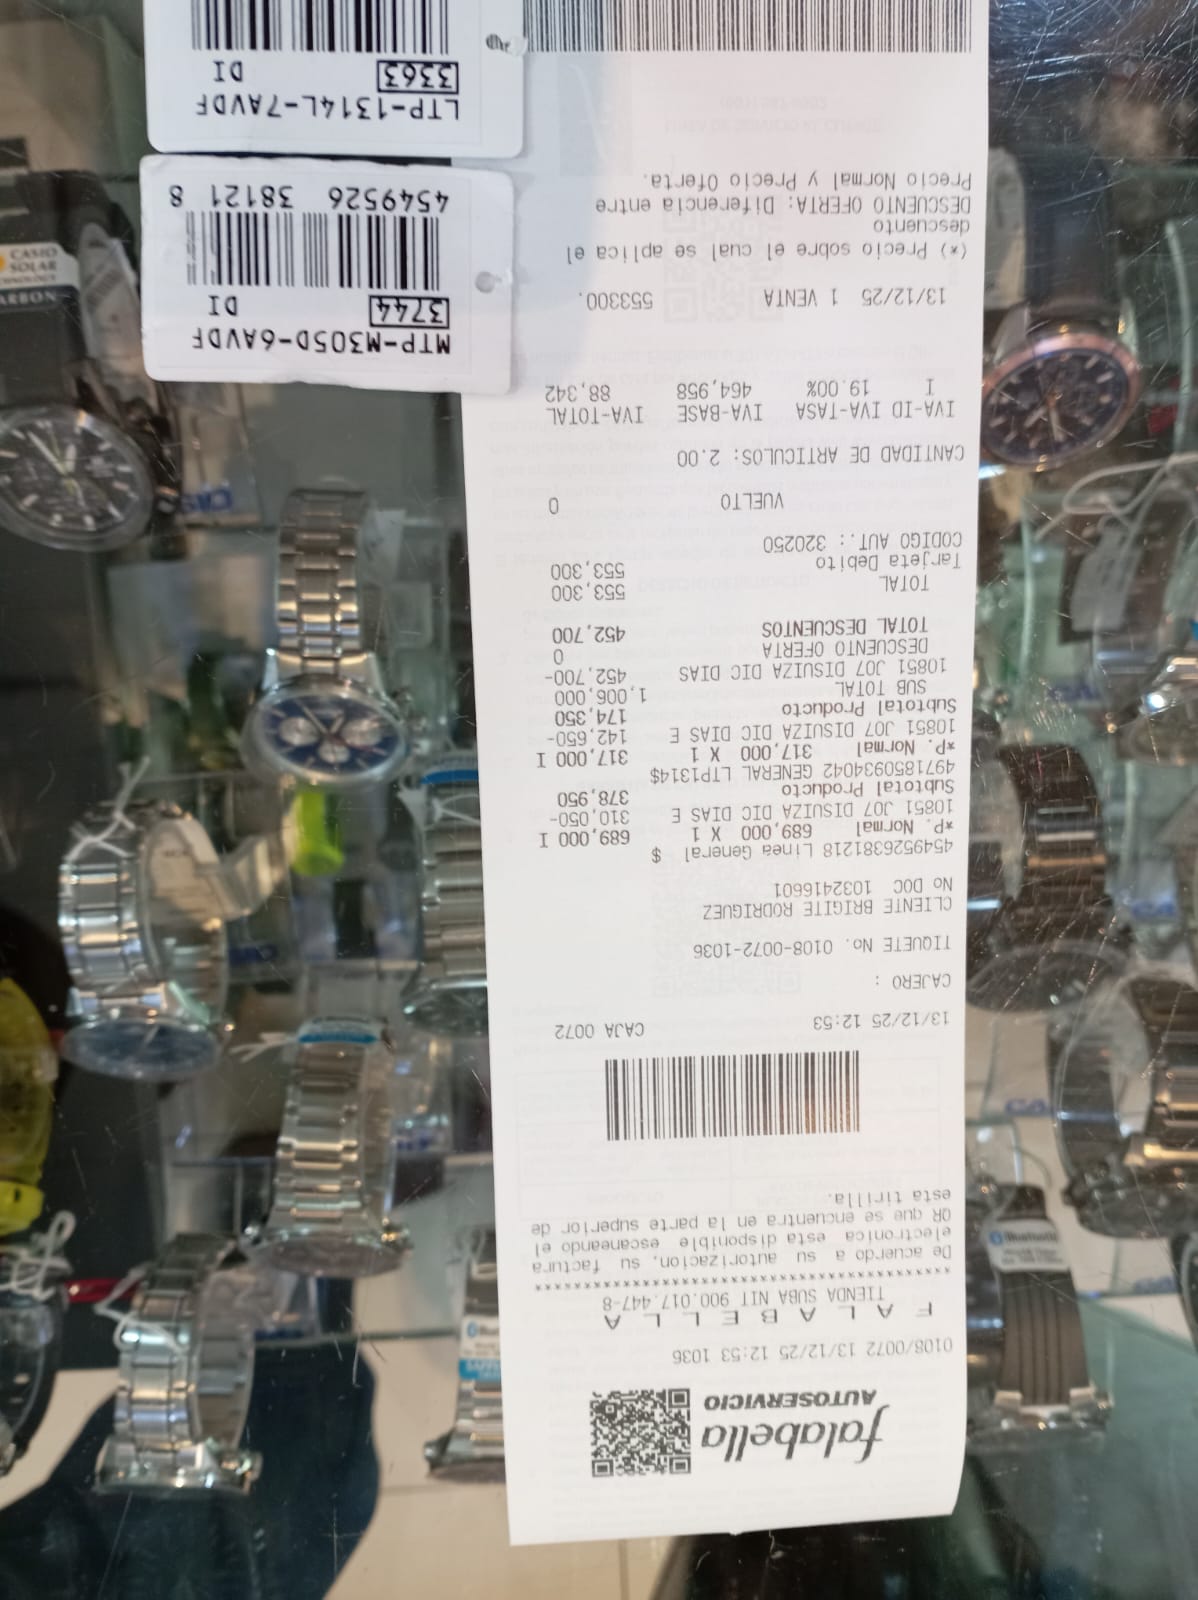 falabella
AUTOSERVICIO
0108/0072 13/12/25 12:53 1036
F A L A B E L L A
TIENDA SUBA NIT 900.017.447-8
De acuerdo a su autorizacion, su factura
electronica esta disponible escaneando el
QR que se encuentra en la parte superior de
esta tirilla.
13/12/25 12:53 CAJA 0072
CAJERO :
TIQUETE No. 0108-0072-1036
CLIENTE BRIGITE RODRIGUEZ
No DOC 1032416601
4549526381218 Linea General $
*P. Normal 689,000 X 1 689,000 I
10851 J07 DISUIZA DIC DIAS E 310,050-
Subtotal Producto 378,950
4971850934042 GENERAL LTP1314$
*P. Normal 317,000 X 1 317,000 I
10851 J07 DISUIZA DIC DIAS E 142,650-
Subtotal Producto 174,350
SUB TOTAL 1,006,000
10851 J07 DISUIZA DIC DIAS 452,700-
DESCUENTO OFERTA 0
TOTAL DESCUENTOS 452,700
TOTAL 553,300
Tarjeta Debito 553,300
CODIGO AUT.: 320250
VUELTO 0
CANTIDAD DE ARTICULOS: 2.00
IVA-ID IVA-TASA IVA-BASE IVA-TOTAL
I 19.00% 464,958 88,342
13/12/25 1 VENTA 553300.
(*) Precio sobre el cual se aplica el
descuento
DESCUENTO OFERTA: Diferencia entre
Precio Normal y Precio Oferta.
MTP-M305D-6AVDF
3744 DI
4549526 38121 8
LTP-1314L-7AVDF
3363 DI
CASIO
SOLAR
Bluetooth